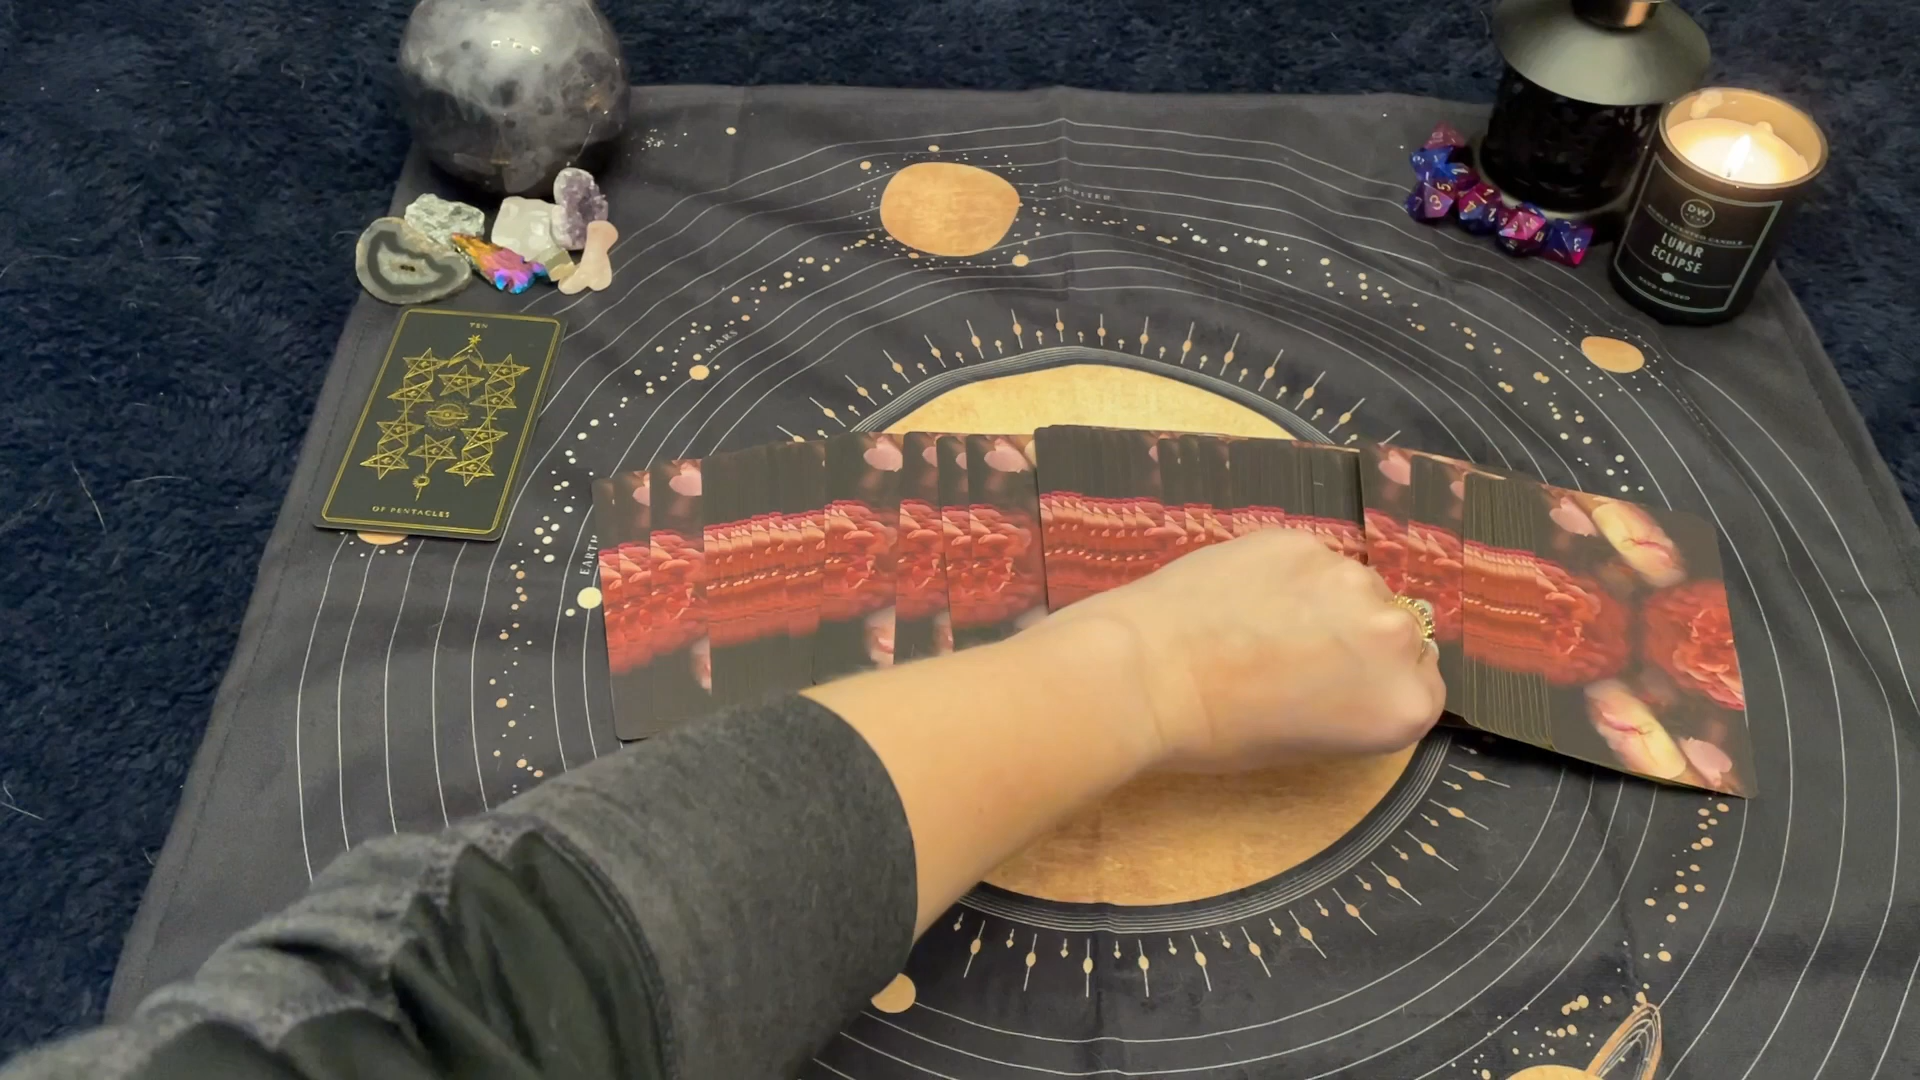 JUPITER
MARS
EARTH
TEN
OF PENTACLES
DW
LUNAR
ECLIPSE